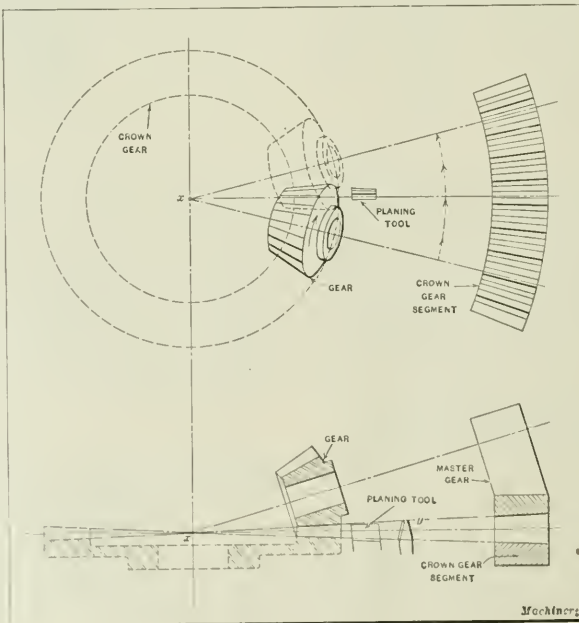 CROWN
GEAR
x
PLANING
TOOL
GEAR
CROWN
GEAR
SEGMENT
GEAR
MASTER
GEAR
PLANING TOOL
y
x
CROWN GEAR
SEGMENT
Machinery